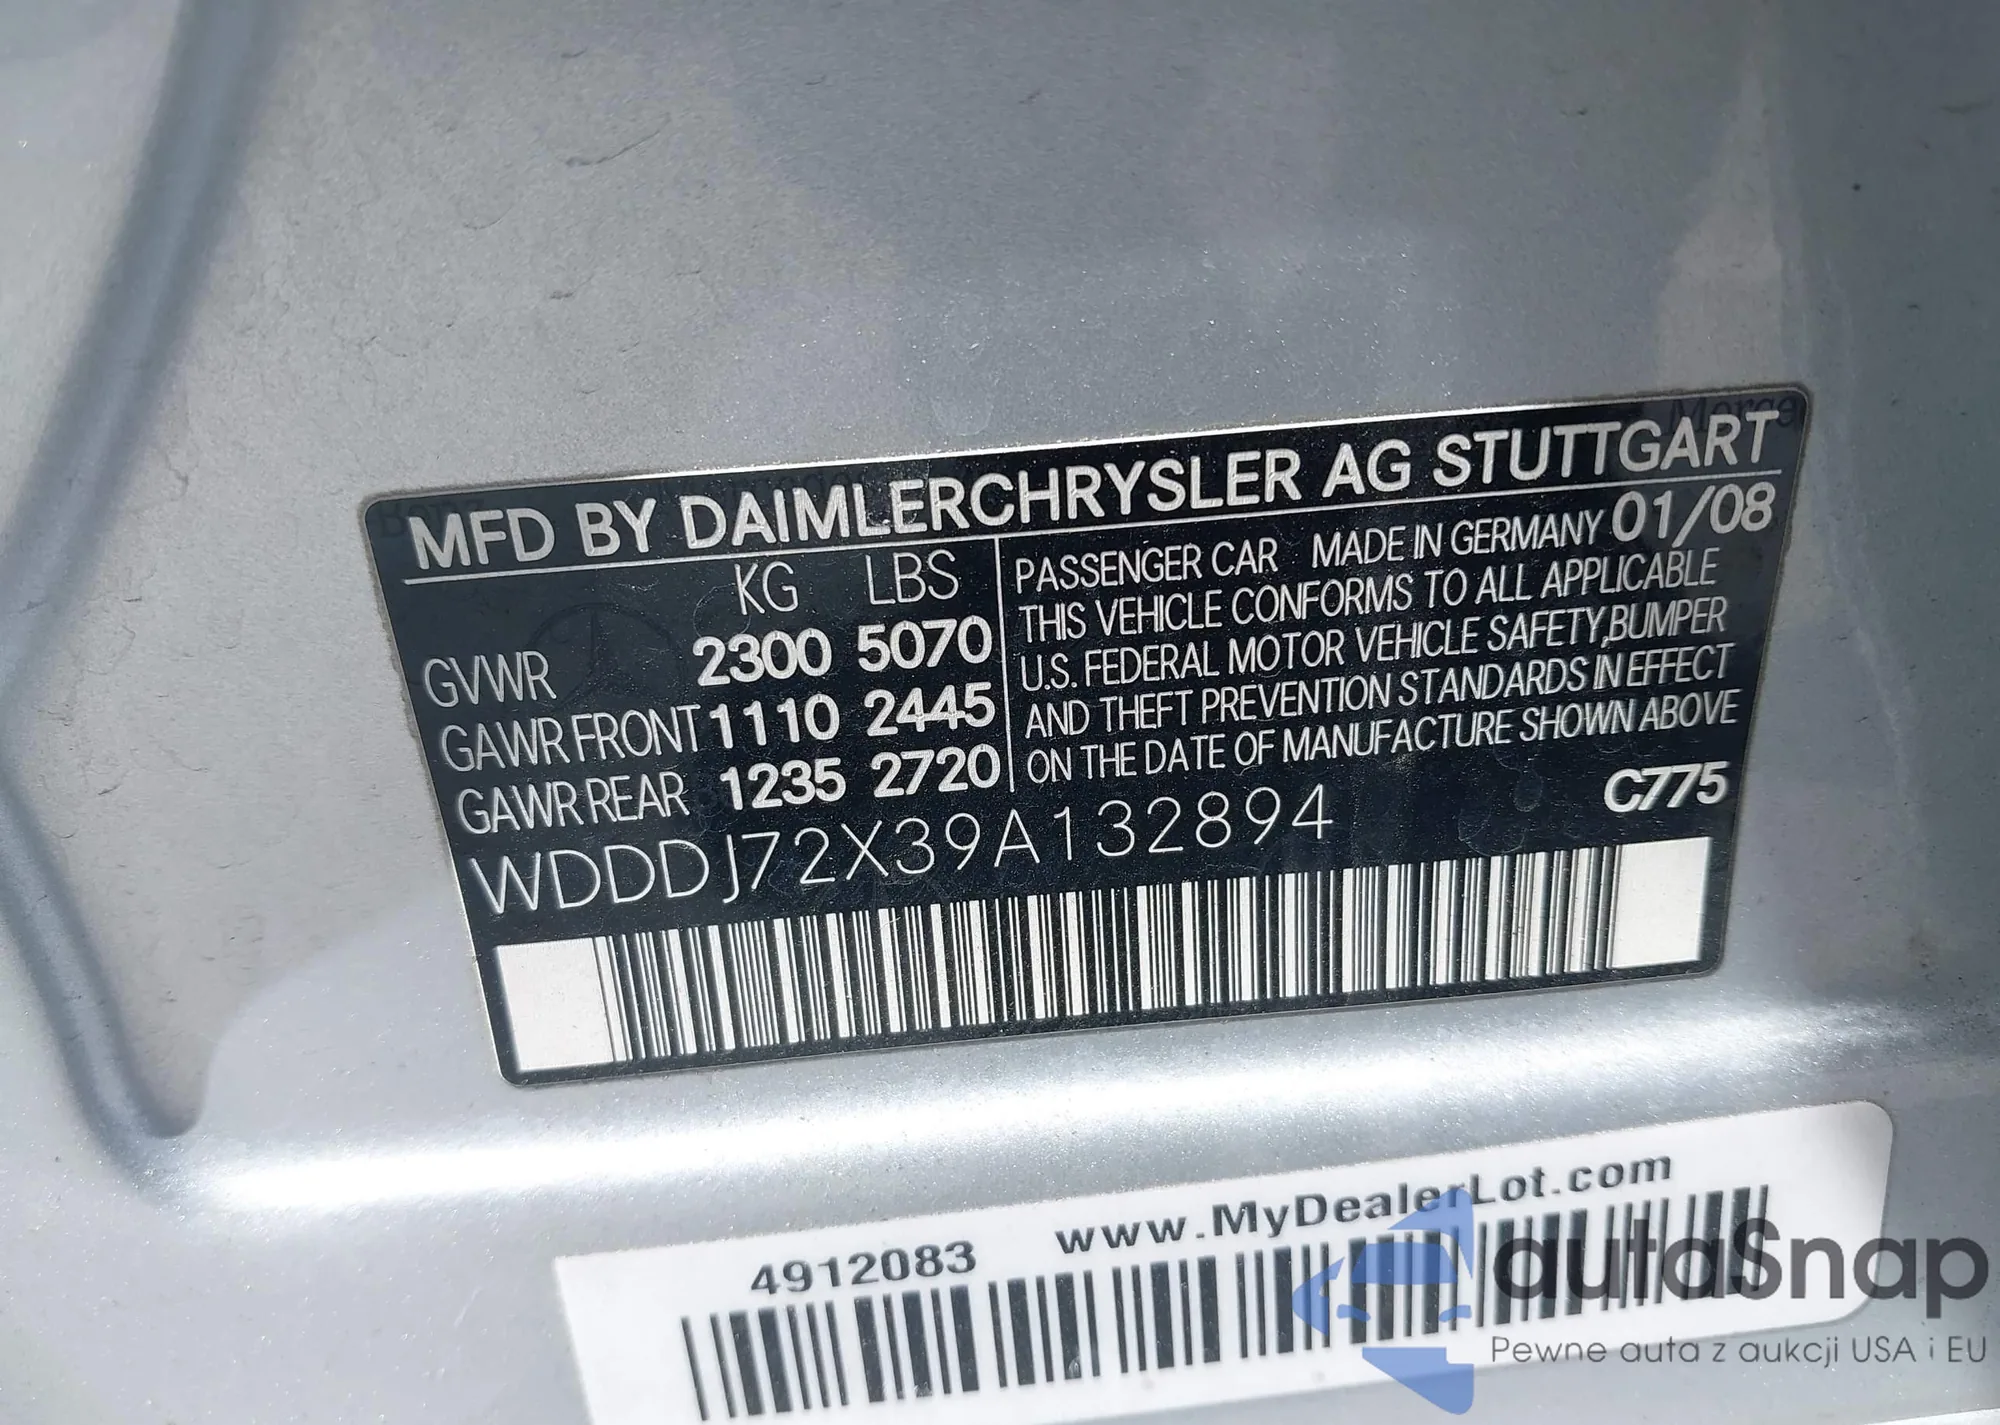 MFD BY DAIMLERCHRYSLER AG STUTTGART
KG LBS
GVWR 2300 5070
GAWR FRONT 1110 2445
GAWR REAR 1235 2720
PASSENGER CAR MADE IN GERMANY 01/08
THIS VEHICLE CONFORMS TO ALL APPLICABLE
U.S. FEDERAL MOTOR VEHICLE SAFETY, BUMPER
AND THEFT PREVENTION STANDARDS IN EFFECT
ON THE DATE OF MANUFACTURE SHOWN ABOVE
WDDDJ72X39A132894
C775
4912083 www.MyDealerLot.com
autaSnap
Pewne auta z aukcji USA i EU